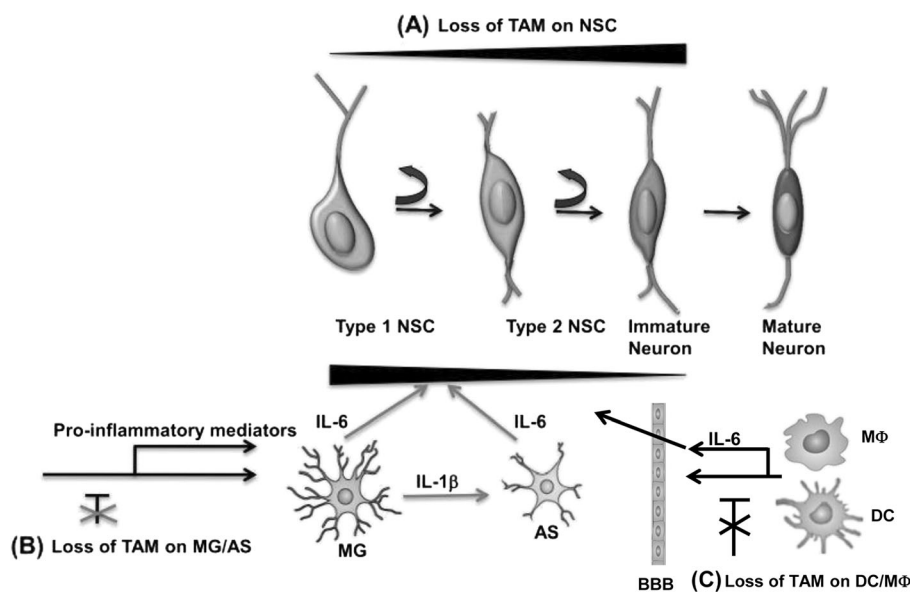 (A) Loss of TAM on NSC
Type 1 NSC
Type 2 NSC
Immature
Neuron
Mature
Neuron
Pro-inflammatory mediators
IL-6
IL-6
IL-6
MΦ
IL-1β
MG
AS
DC
(B) Loss of TAM on MG/AS
BBB
(C) Loss of TAM on DC/MΦ